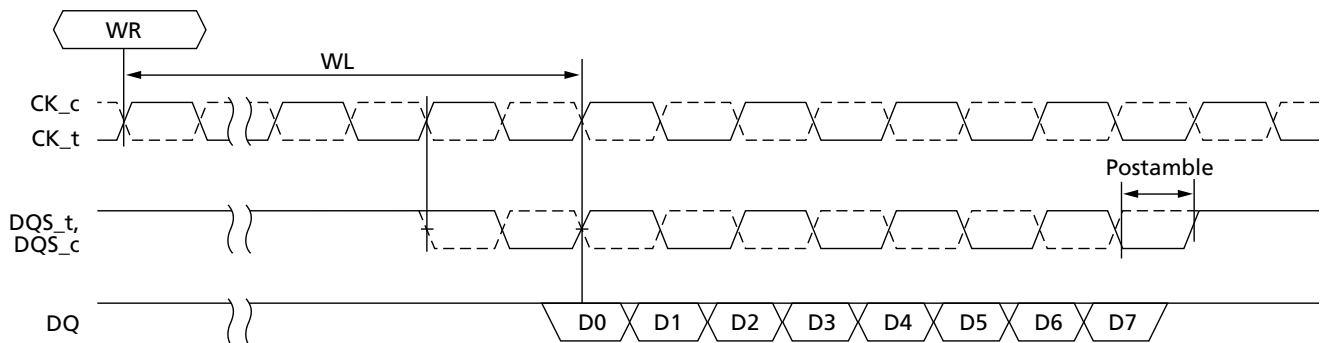 WR
WL
CK_c
CK_t
Postamble
DQS_t,
DQS_c
DQ
D0 D1 D2 D3 D4 D5 D6 D7